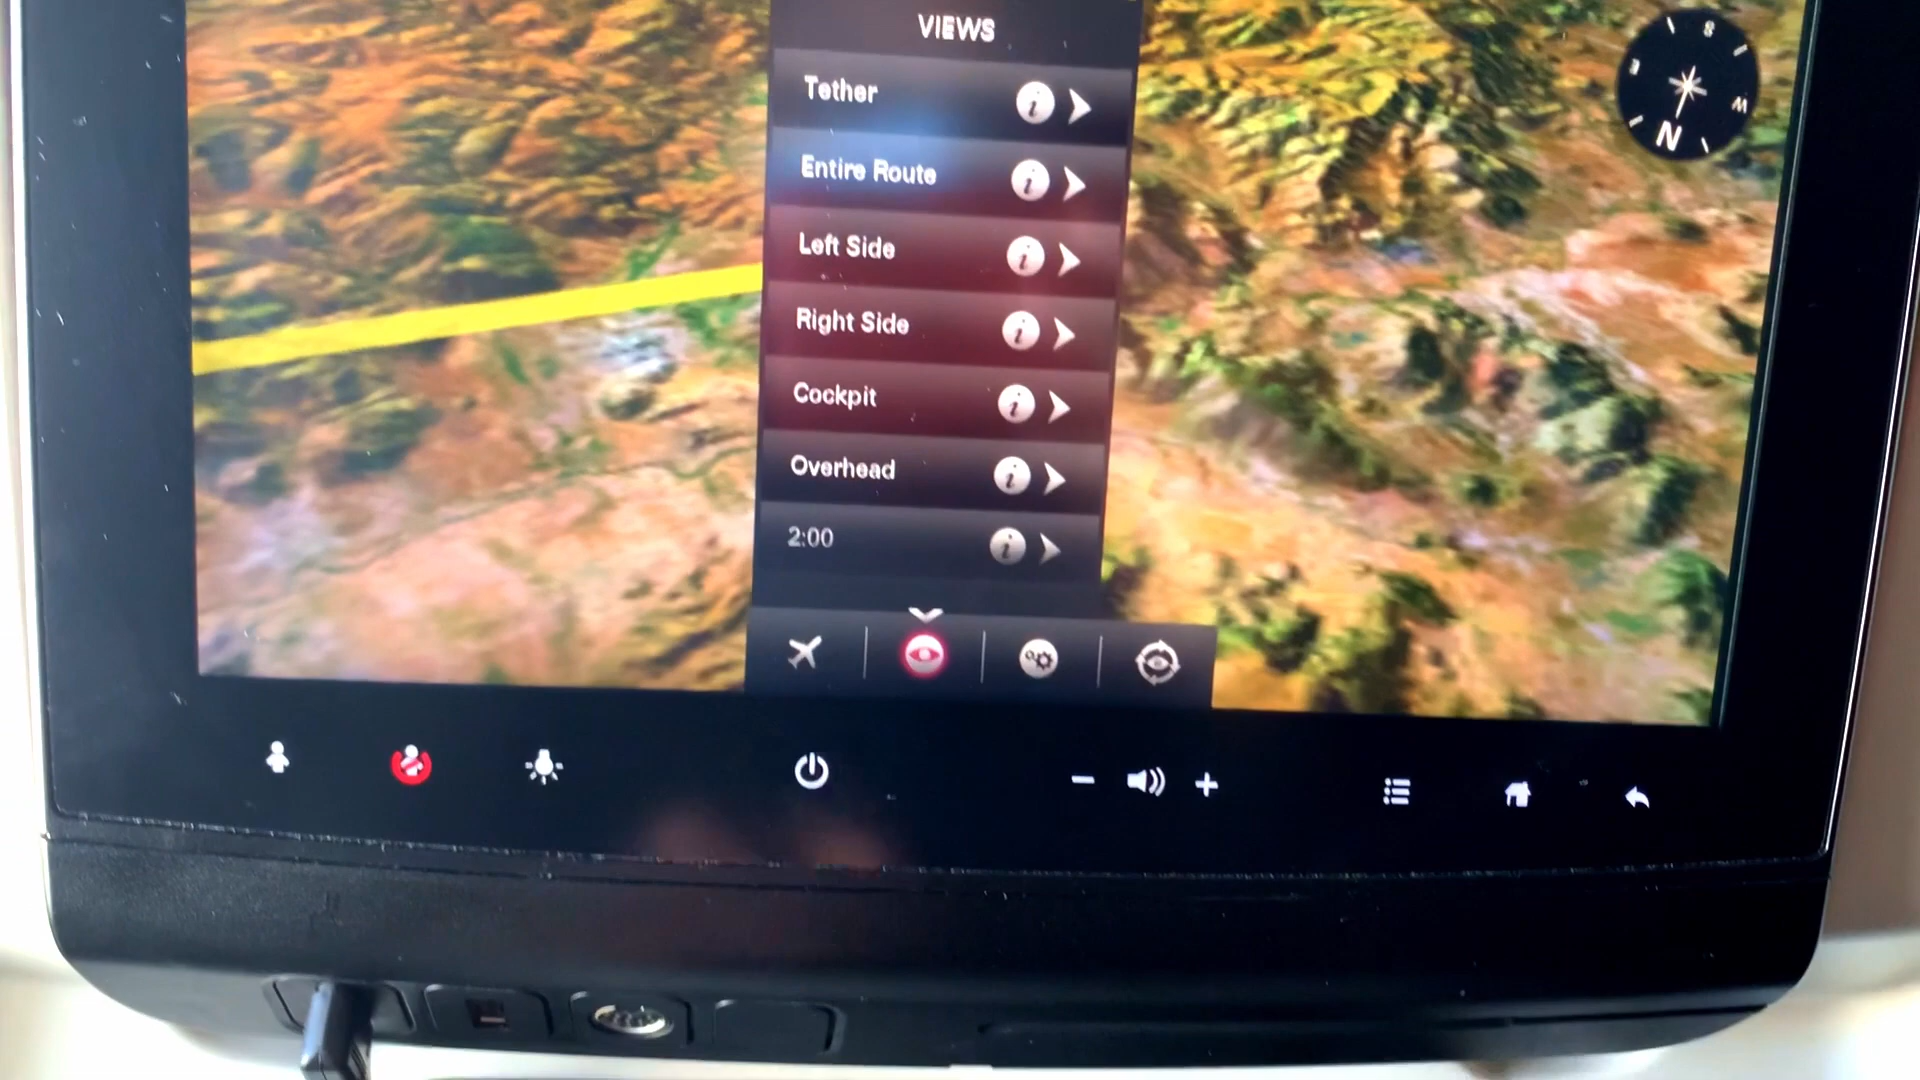 VIEWS
S
E
W
N
Tether
Entire Route
Left Side
Right Side
Cockpit
Overhead
2:00